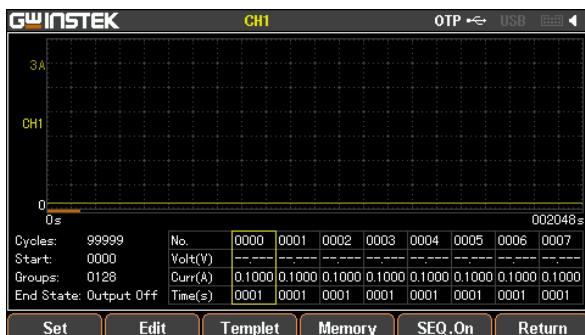 GWINSTEK CH1 OTP USB
3A
CH1
0
0s 002048s
Cycles: 99999 No. 0000 0001 0002 0003 0004 0005 0006 0007
Start: 0000 Volt(V) --.--- --.--- --.--- --.--- --.--- --.--- --.--- --.---
Groups: 0128 Curr(A) 0.1000 0.1000 0.1000 0.1000 0.1000 0.1000 0.1000 0.1000
End State: Output Off Time(s) 0001 0001 0001 0001 0001 0001 0001 0001
Set Edit Templet Memory SEQ.On Return